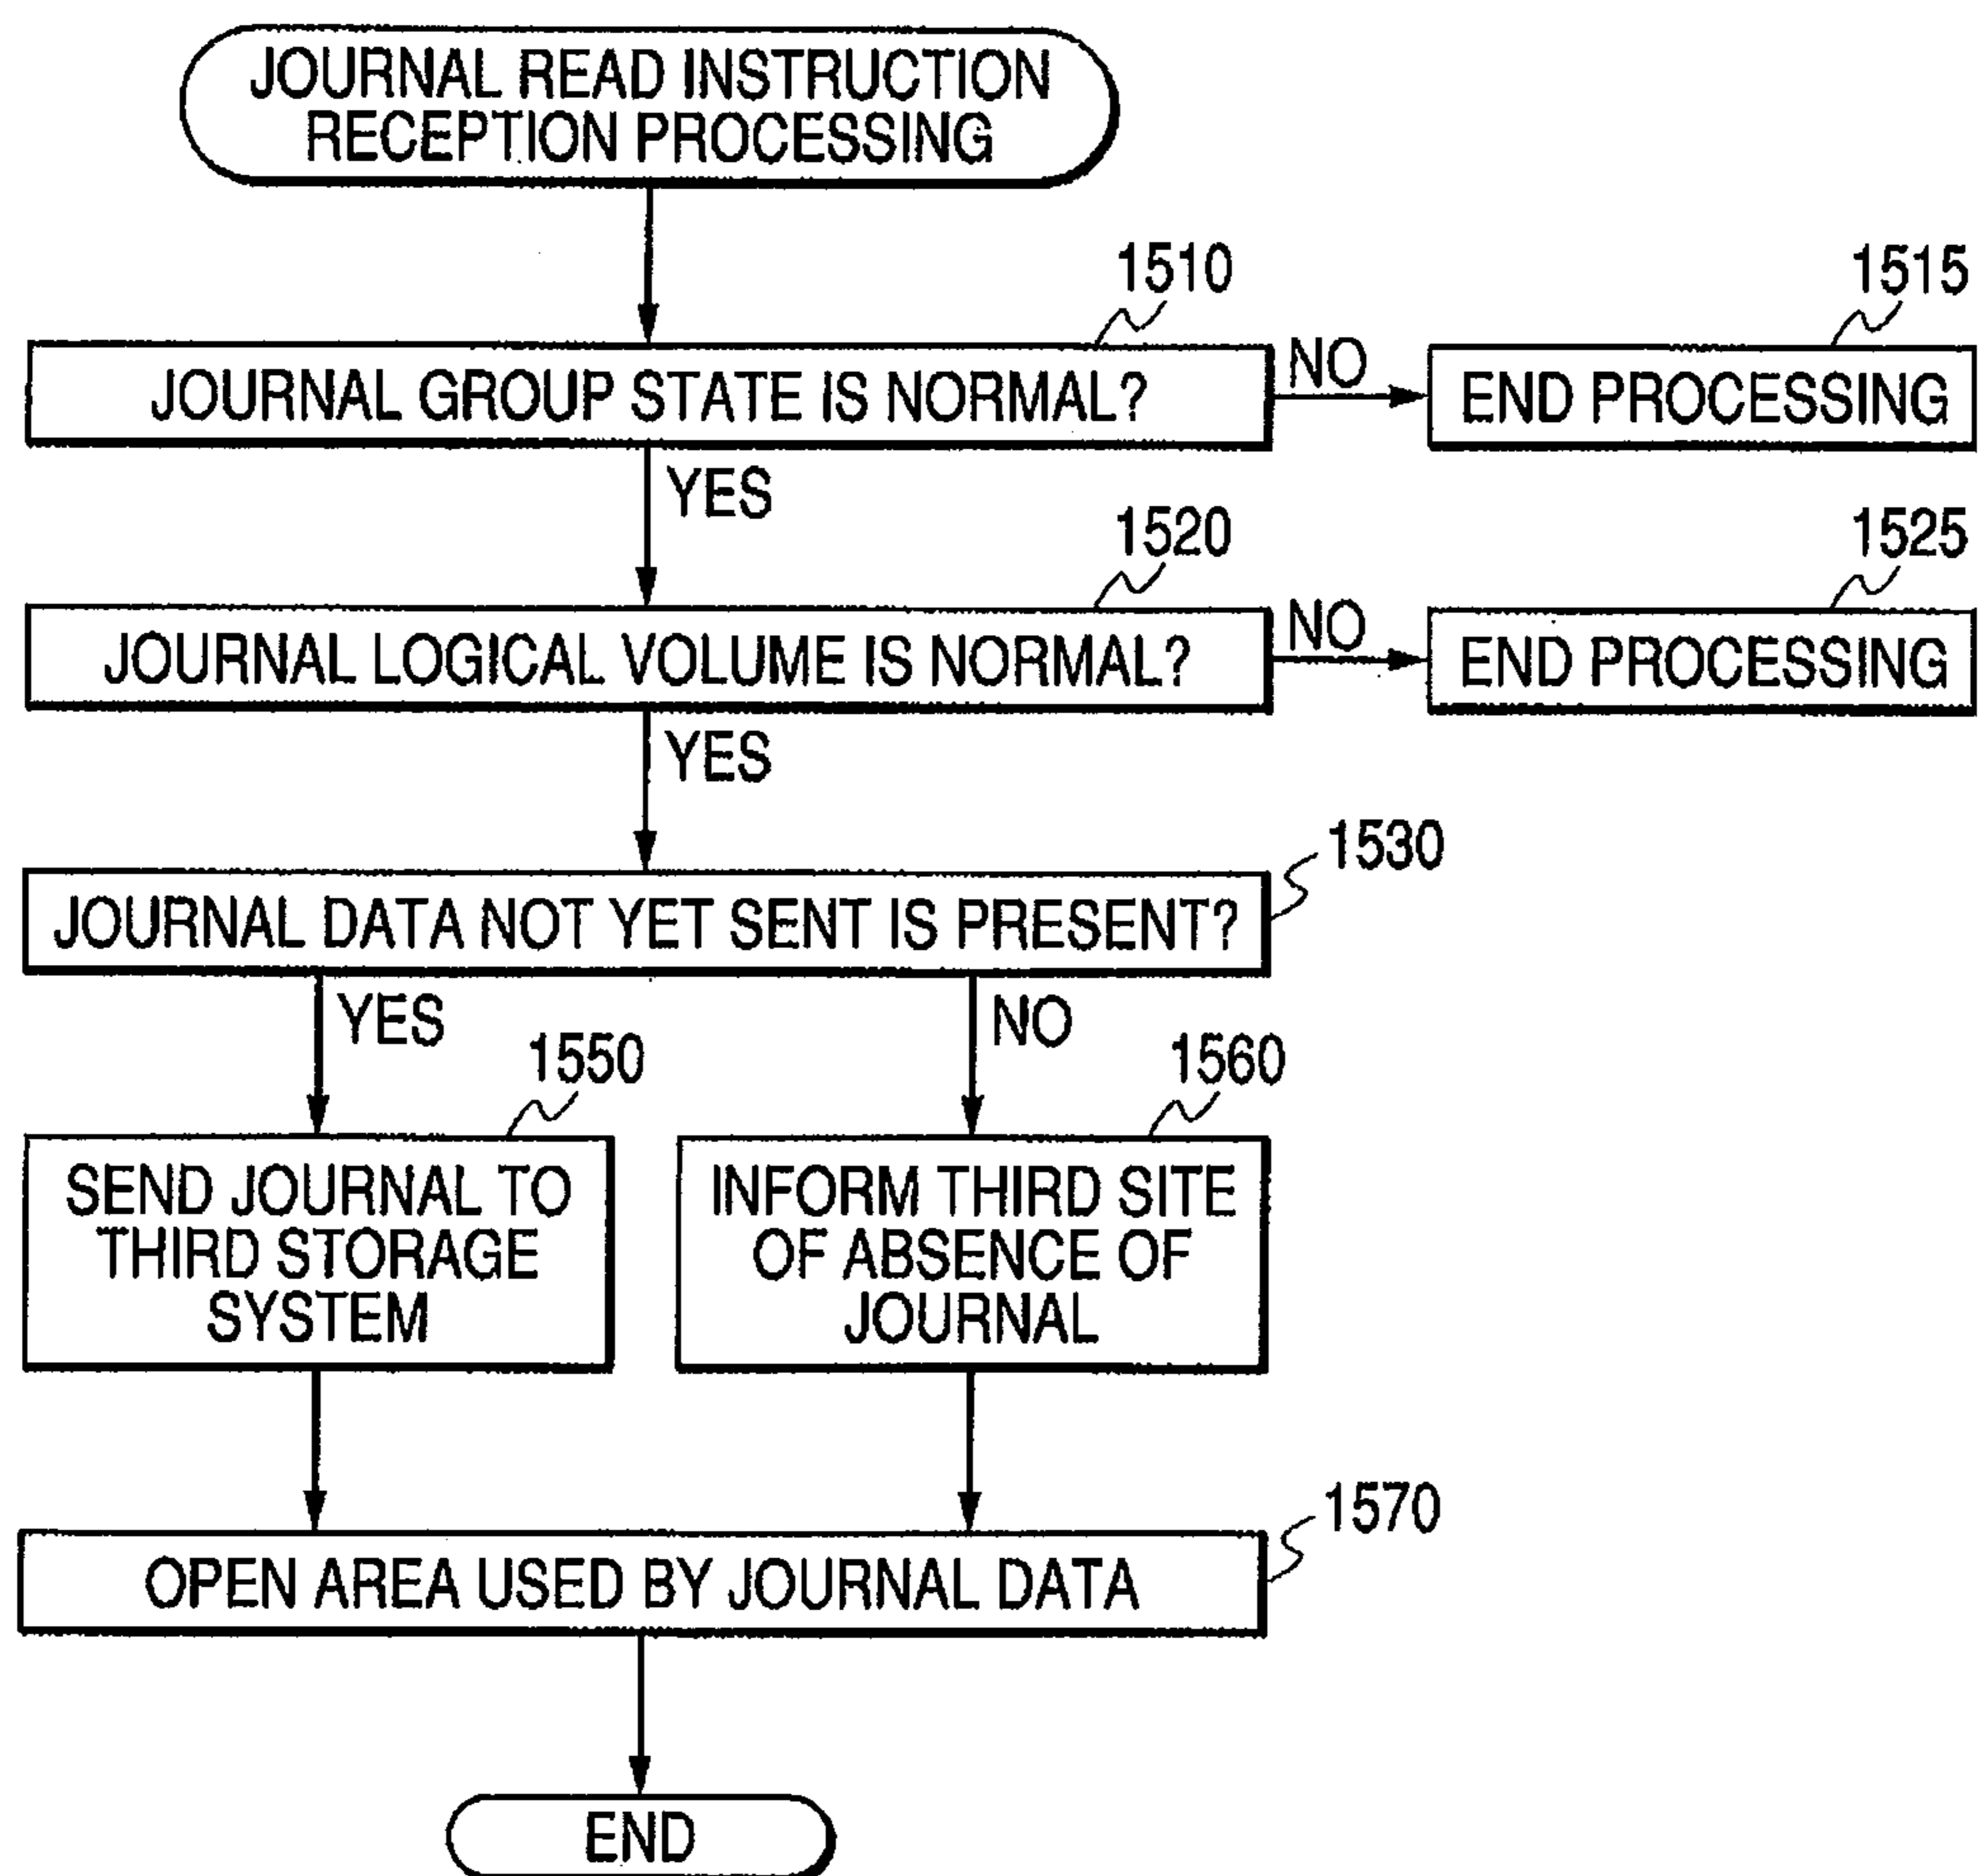 JOURNAL READ INSTRUCTION
RECEPTION PROCESSING
1510
1515
JOURNAL GROUP STATE IS NORMAL?
NO
END PROCESSING
YES
1520
1525
JOURNAL LOGICAL VOLUME IS NORMAL?
NO
END PROCESSING
YES
1530
JOURNAL DATA NOT YET SENT IS PRESENT?
YES
NO
1550
1560
SEND JOURNAL TO
THIRD STORAGE
SYSTEM
INFORM THIRD SITE
OF ABSENCE OF
JOURNAL
1570
OPEN AREA USED BY JOURNAL DATA
END